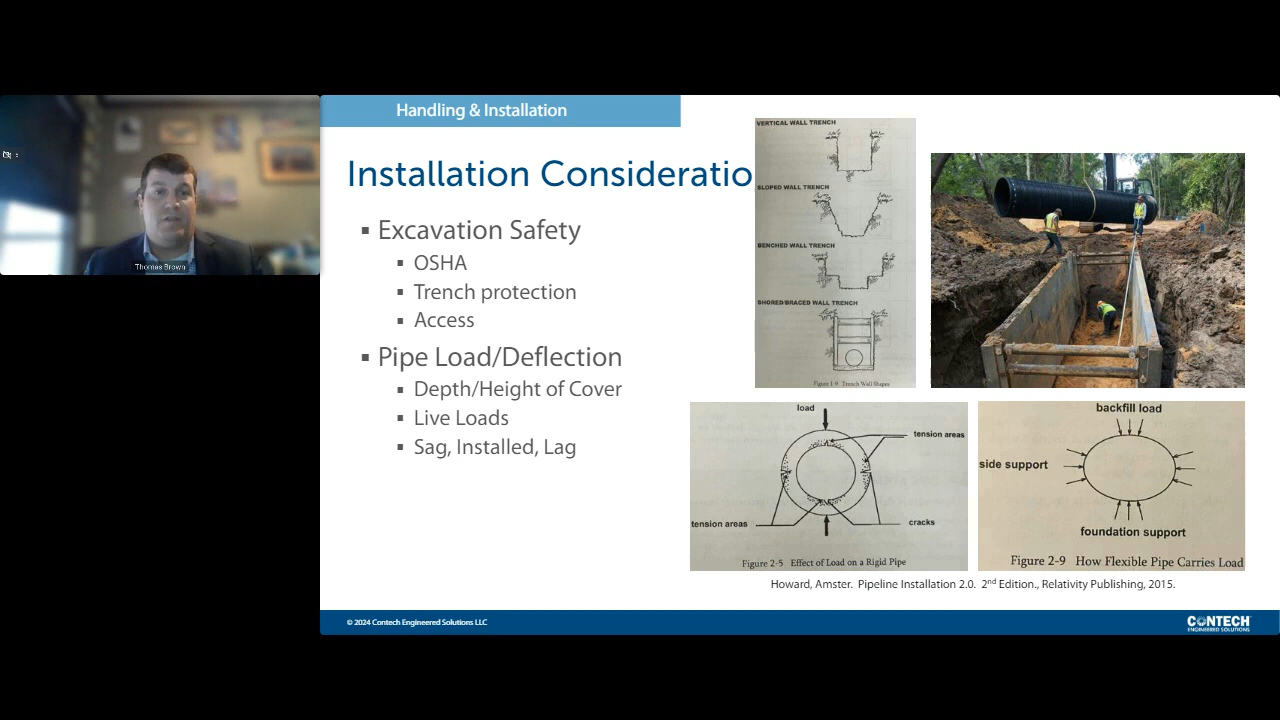 Thomas Brown
Handling & Installation
Installation Consideratio
▪ Excavation Safety
▪ OSHA
▪ Trench protection
▪ Access
▪ Pipe Load/Deflection
▪ Depth/Height of Cover
▪ Live Loads
▪ Sag, Installed, Lag
VERTICAL WALL TRENCH
SLOPED WALL TRENCH
BENCHED WALL TRENCH
SHORED/BRACED WALL TRENCH
Figure 1-9 Trench Wall Shapes
load
tension areas
tension areas
cracks
Figure 2-5 Effect of Load on a Rigid Pipe
backfill load
side support
foundation support
Figure 2-9 How Flexible Pipe Carries Load
Howard, Amster. Pipeline Installation 2.0. 2nd Edition., Relativity Publishing, 2015.
© 2024 Contech Engineered Solutions LLC
CONTECH
ENGINEERED SOLUTIONS